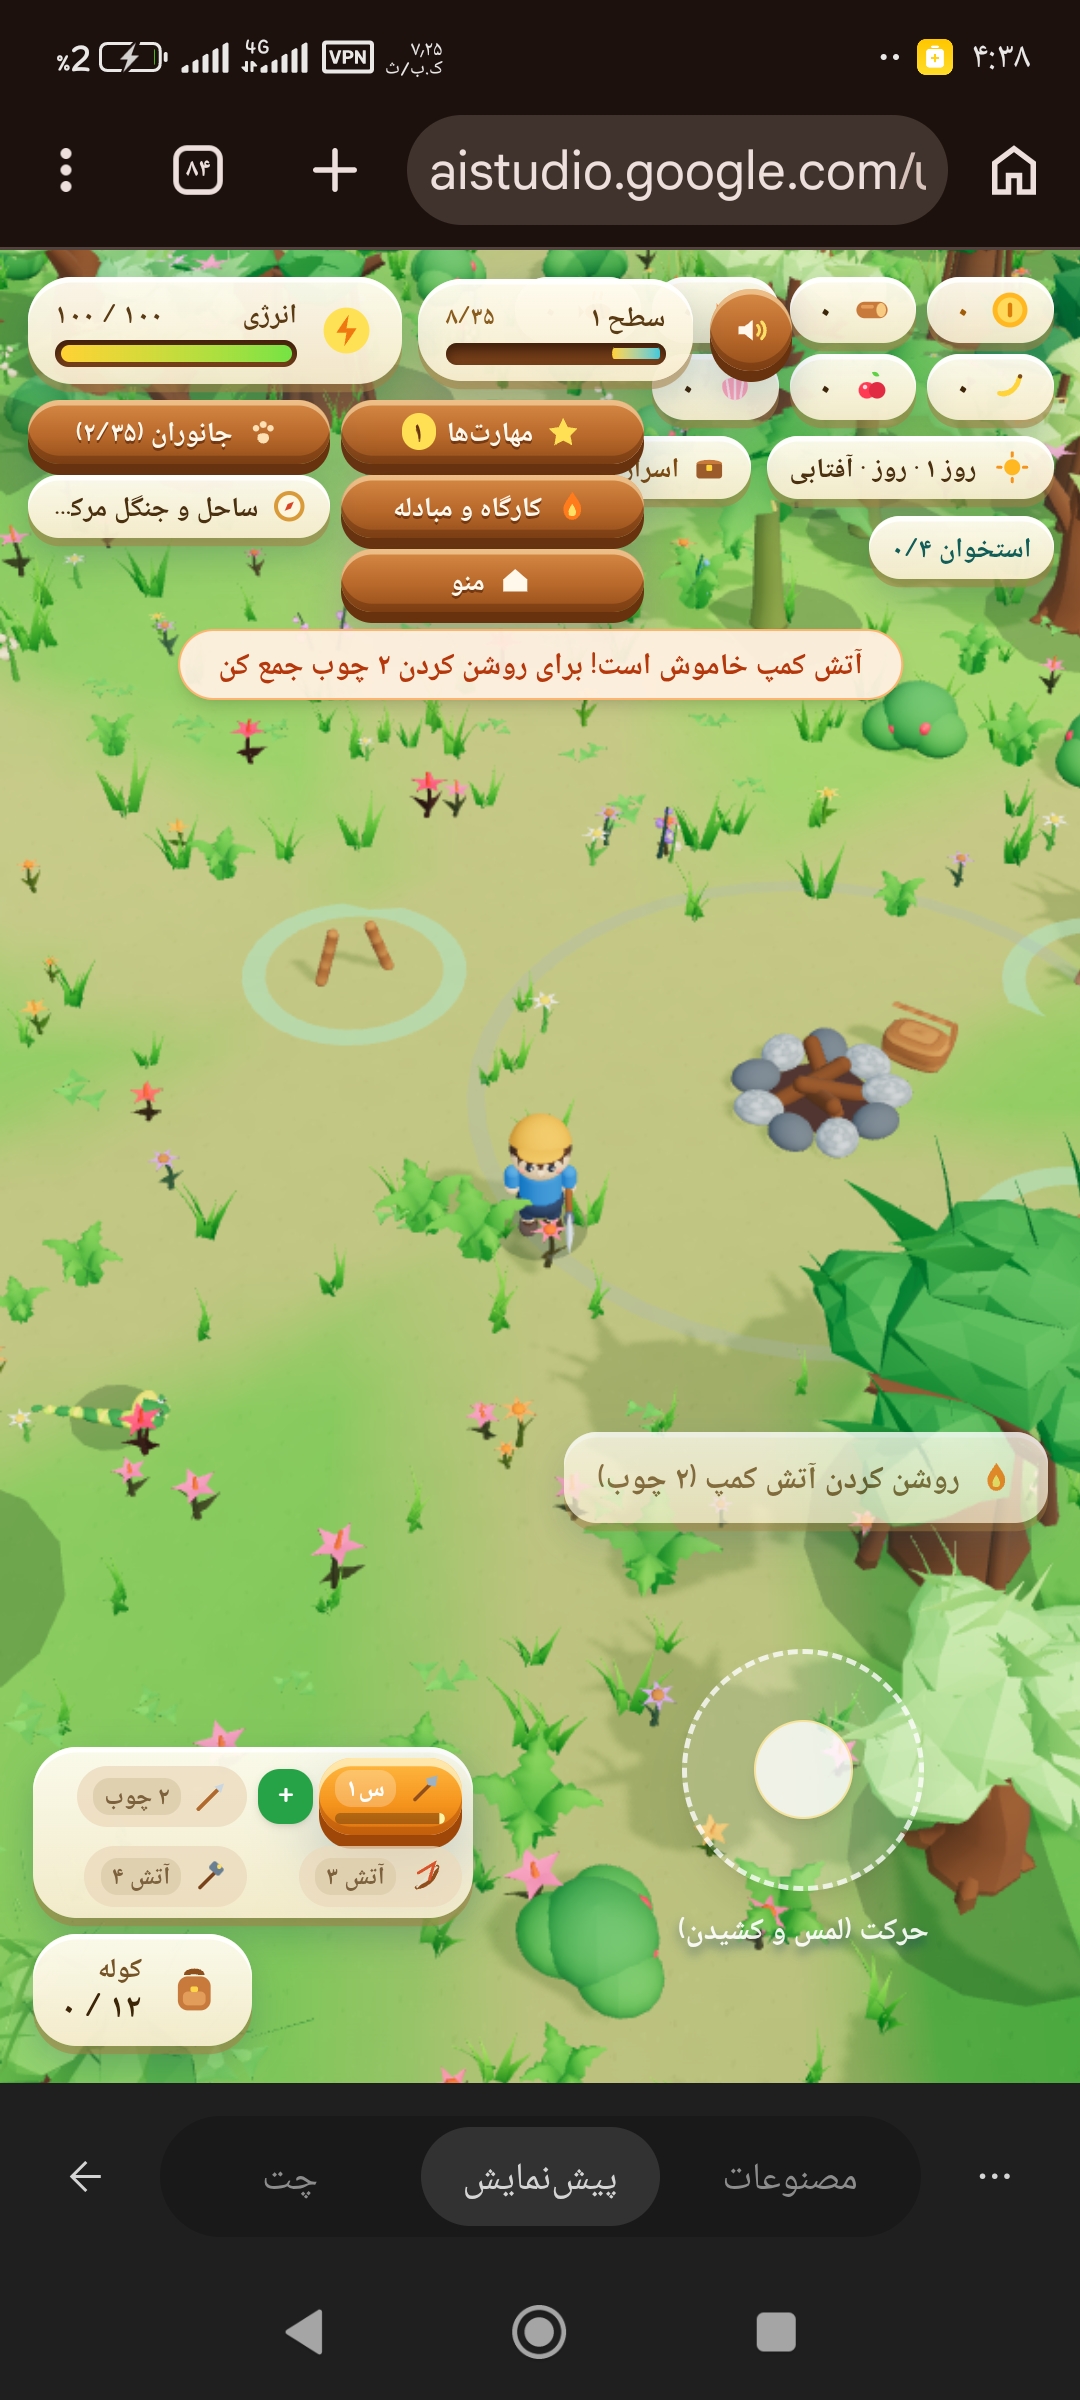 %2 4G VPN ۷٫۲۵ ک.ب/ث ۴:۳۸
۸۴ aistudio.google.com/u
انرژی ۱۰۰ / ۱۰۰
سطح ۱ ۸/۳۵
۰ ۰
۰ ۰ ۰
جانوران (۲/۳۵)
مهارت‌ها ۱
روز ۱ · روز · آفتابی
اسرار
ساحل و جنگل مرک...
کارگاه و مبادله
استخوان ۰/۴
منو
آتش کمپ خاموش است! برای روشن کردن ۲ چوب جمع کن
روشن کردن آتش کمپ (۲ چوب)
س۱ + ۲ چوب
آتش ۳ آتش ۴
حرکت (لمس و کشیدن)
کوله
۰ / ۱۲
مصنوعات پیش‌نمایش چت